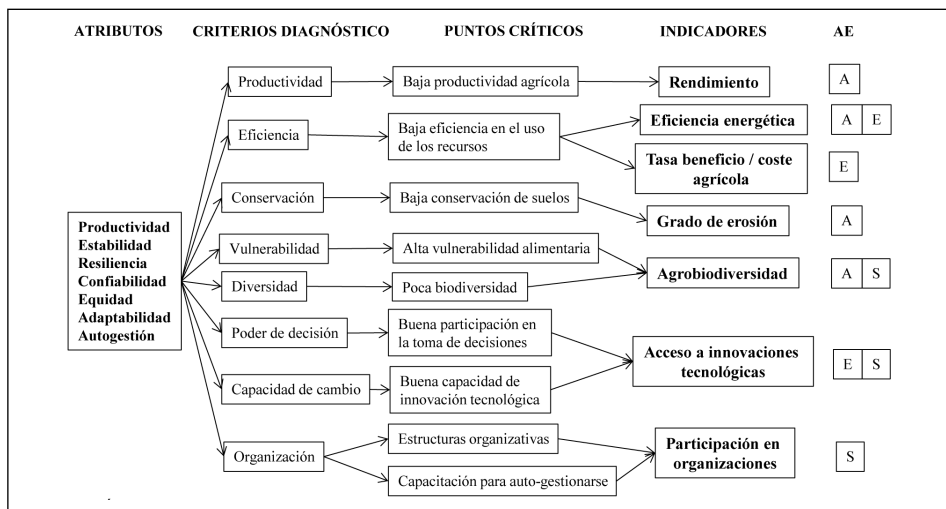 ATRIBUTOS CRITERIOS DIAGNÓSTICO PUNTOS CRÍTICOS INDICADORES AE
Productividad
Estabilidad
Resiliencia
Confiabilidad
Equidad
Adaptabilidad
Autogestión
Productividad
Baja productividad agrícola
Rendimiento
A
Eficiencia
Baja eficiencia en el uso
de los recursos
Eficiencia energética
A E
Tasa beneficio / coste
agrícola
E
Conservación
Baja conservación de suelos
Grado de erosión
A
Vulnerabilidad
Alta vulnerabilidad alimentaria
Diversidad
Poca biodiversidad
Agrobiodiversidad
A S
Poder de decisión
Buena participación en
la toma de decisiones
Capacidad de cambio
Buena capacidad de
innovación tecnológica
Acceso a innovaciones
tecnológicas
E S
Organización
Estructuras organizativas
Capacitación para auto-gestionarse
Participación en
organizaciones
S